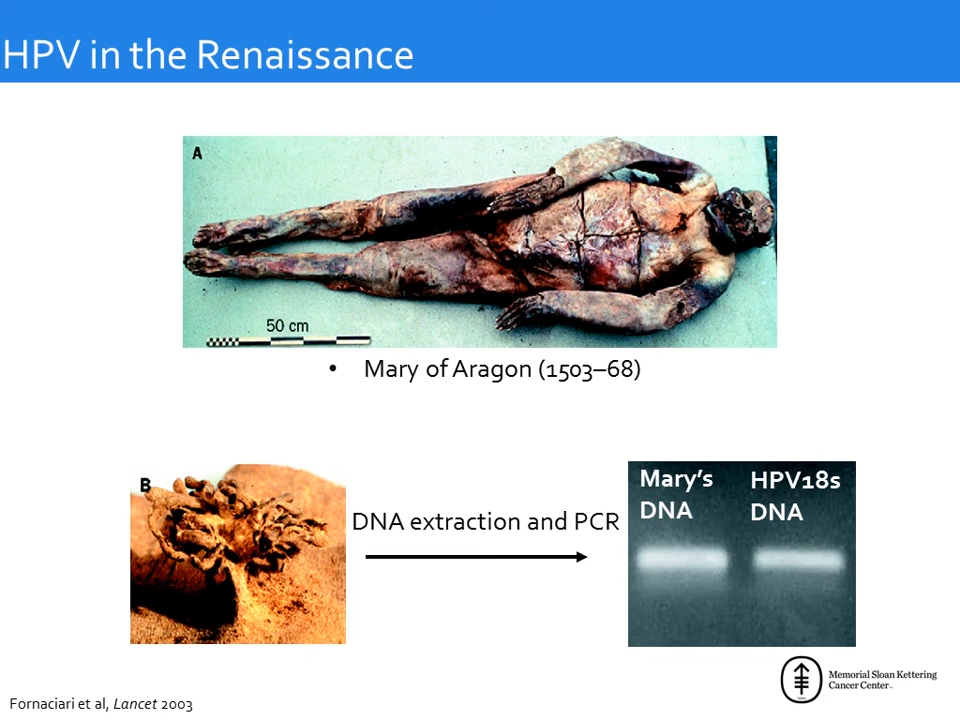 HPV in the Renaissance
A
50 cm
• Mary of Aragon (1503–68)
B
DNA extraction and PCR
Mary's
DNA
HPV18s
DNA
Memorial Sloan Kettering
Cancer Center
Fornaciari et al, Lancet 2003